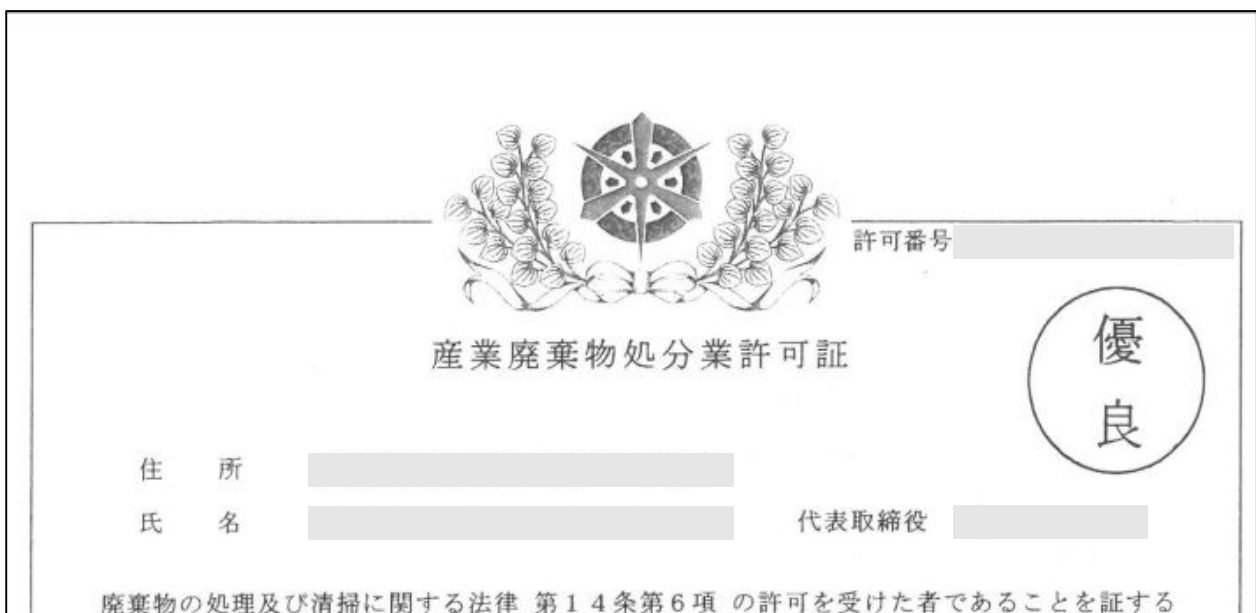 許可番号
優良
産業廃棄物処分業許可証
住所
氏名 代表取締役
廃棄物の処理及び清掃に関する法律 第14条第6項 の許可を受けた者であることを証する